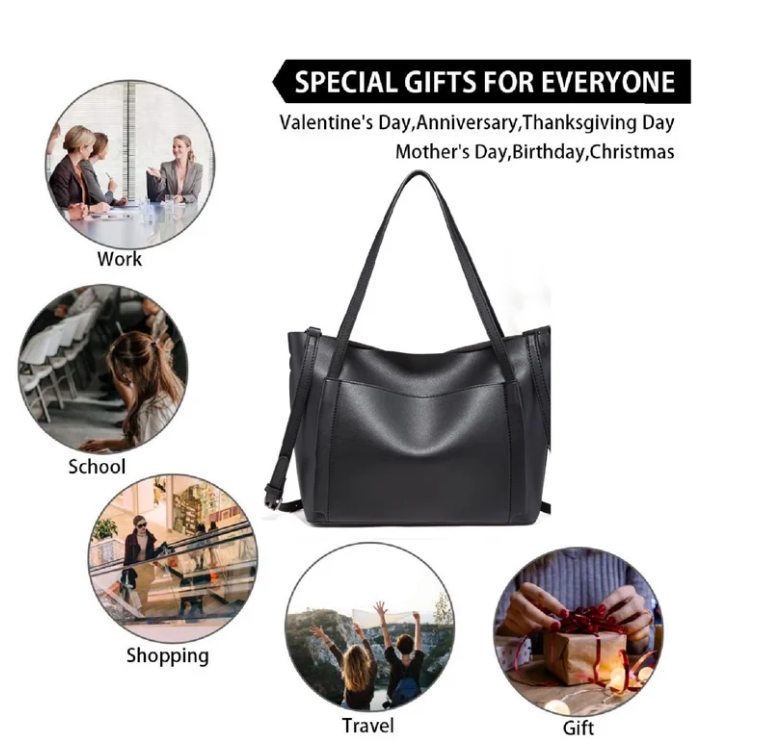 SPECIAL GIFTS FOR EVERYONE
Valentine's Day,Anniversary,Thanksgiving Day
Mother's Day,Birthday,Christmas
Work
School
Shopping
Travel
Gift